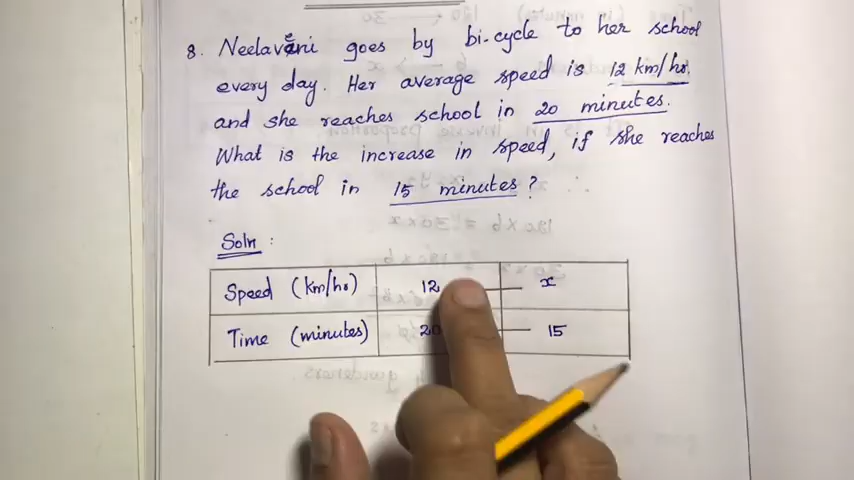 8. Neelaveni goes by bi-cycle to her school
every day. Her average speed is 12 km/hr.
and she reaches school in 20 minutes.
What is the increase in speed, if she reaches
the school in 15 minutes?
Soln :
Speed (km/hr) 12 x
Time (minutes) 20 15